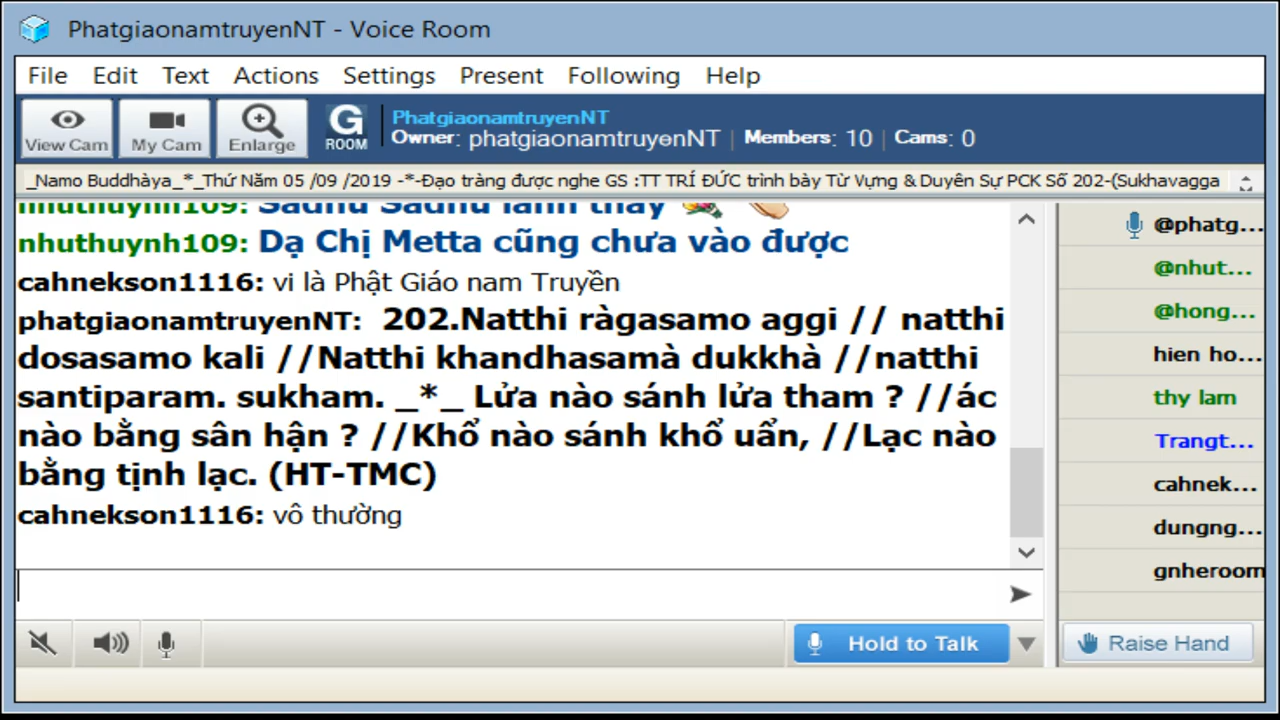 PhatgiaonamtruyenNT - Voice Room
File Edit Text Actions Settings Present Following Help
View Cam My Cam Enlarge G ROOM
PhatgiaonamtruyenNT
Owner: phatgiaonamtruyenNT | Members: 10 | Cams: 0
_Namo Buddhàya_*_Thứ Năm 05 /09 /2019 -*-Đạo tràng được nghe GS :TT TRÍ ĐỨC trình bày Từ Vựng & Duyên Sự PCK Số 202-(Sukhavagga
nhuthuynh109: Sadhu Sadhu lành thay
nhuthuynh109: Dạ Chị Metta cũng chưa vào được
cahnekson1116: vi là Phật Giáo nam Truyền
phatgiaonamtruyenNT: 202.Natthi ràgasamo aggi // natthi
dosasamo kali //Natthi khandhasamà dukkhà //natthi
santiparam. sukham. _*_ Lửa nào sánh lửa tham ? //ác
nào bằng sân hận ? //Khổ nào sánh khổ uẩn, //Lạc nào
bằng tịnh lạc. (HT-TMC)
cahnekson1116: vô thường
@phatg...
@nhut...
@hong...
hien ho...
thy lam
Trangt...
cahnek...
dungng...
gnheroom
Hold to Talk
Raise Hand